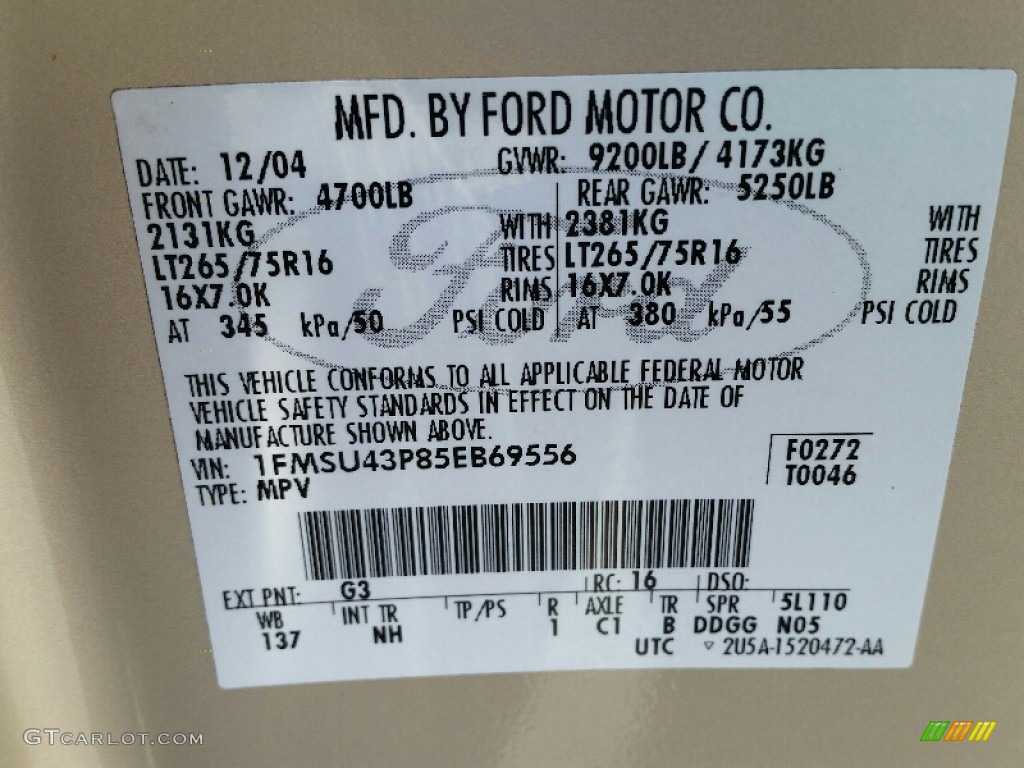 MFD. BY FORD MOTOR CO.
DATE: 12/04 GVWR: 9200LB/ 4173KG
FRONT GAWR: 4700LB REAR GAWR: 5250LB
2131KG WITH 2381KG WITH
LT265/75R16 TIRES LT265/75R16 TIRES
16X7.0K RIMS 16X7.0K RIMS
AT 345 kPa/50 PSI COLD AT 380 kPa/55 PSI COLD
Ford
THIS VEHICLE CONFORMS TO ALL APPLICABLE FEDERAL MOTOR
VEHICLE SAFETY STANDARDS IN EFFECT ON THE DATE OF
MANUFACTURE SHOWN ABOVE.
VIN: 1FMSU43P85EB69556 F0272
TYPE: MPV T0046
EXT PNT: G3 RC: 16 DSO:
WB INT TR TP/PS R AXLE TR SPR 5L110
137 NH 1 C1 B DDGG N05
UTC ▽ 2U5A-1520472-AA
GTCARLOT.COM